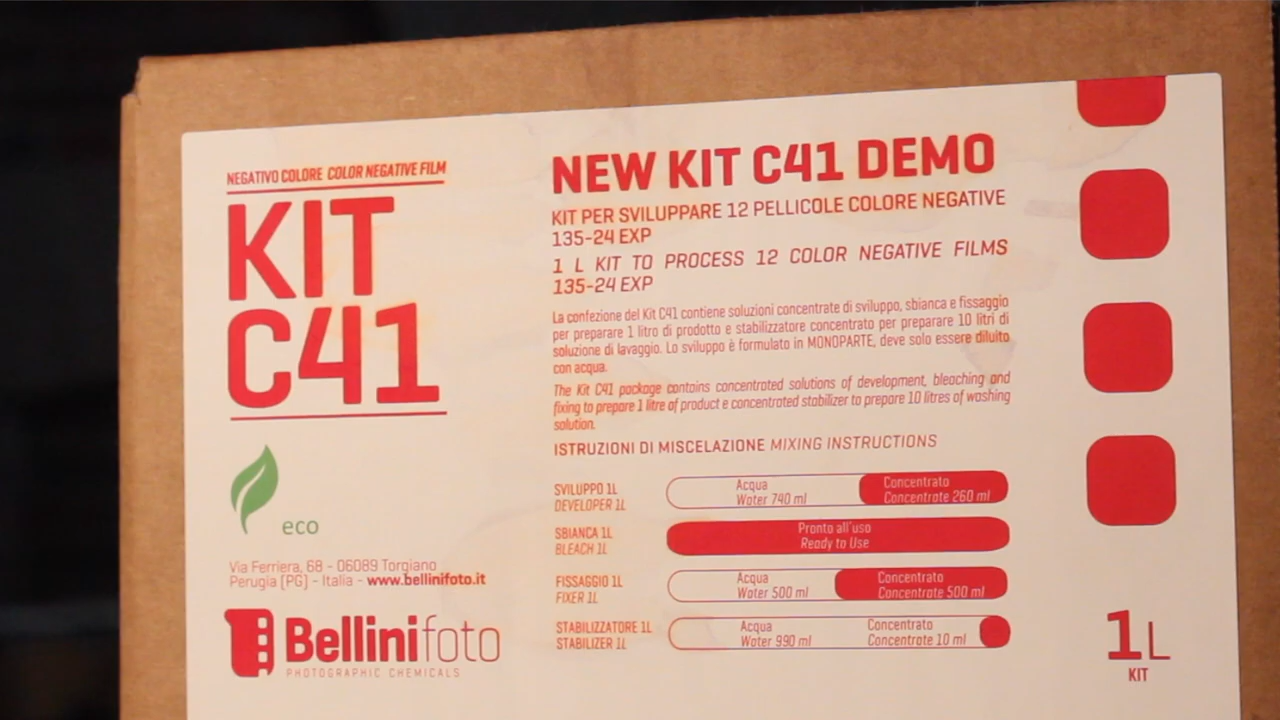 NEGATIVO COLORE COLOR NEGATIVE FILM
KIT
C41
eco
Via Ferriera, 68 - 06089 Torgiano
Perugia (PG) - Italia - www.bellinifoto.it
Bellinifoto
PHOTOGRAPHIC CHEMICALS
NEW KIT C41 DEMO
KIT PER SVILUPPARE 12 PELLICOLE COLORE NEGATIVE
135-24 EXP
1 L KIT TO PROCESS 12 COLOR NEGATIVE FILMS
135-24 EXP
La confezione del Kit C41 contiene soluzioni concentrate di sviluppo, sbianca e fissaggio
per preparare 1 litro di prodotto e stabilizzatore concentrato per preparare 10 litri di
soluzione di lavaggio. Lo sviluppo è formulato in MONOPARTE, deve solo essere diluito
con acqua.
The Kit C41 package contains concentrated solutions of development, bleaching and
fixing to prepare 1 litre of product e concentrated stabilizer to prepare 10 litres of washing
solution.
ISTRUZIONI DI MISCELAZIONE MIXING INSTRUCTIONS
SVILUPPO 1L
DEVELOPER 1L
Acqua
Water 740 ml
Concentrato
Concentrate 260 ml
SBIANCA 1L
BLEACH 1L
Pronto all'uso
Ready to Use
FISSAGGIO 1L
FIXER 1L
Acqua
Water 500 ml
Concentrato
Concentrate 500 ml
STABILIZZATORE 1L
STABILIZER 1L
Acqua
Water 990 ml
Concentrato
Concentrate 10 ml
1L
KIT